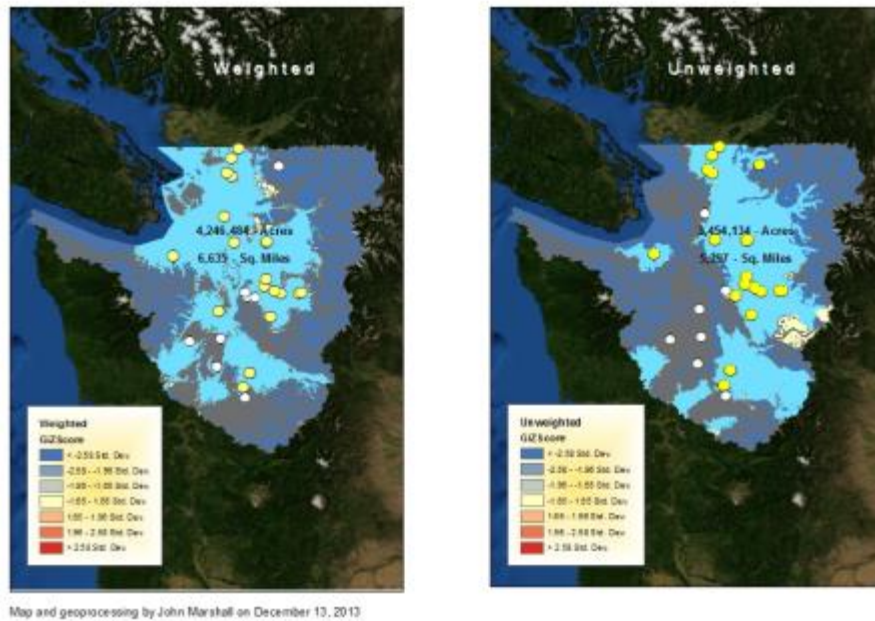 Weighted
4,246,484 - Acres
6,635 - Sq. Miles
Weighted
GiZScore
< -2.58 Std. Dev.
-2.58 - -1.96 Std. Dev.
-1.96 - -1.65 Std. Dev.
-1.65 - 1.65 Std. Dev.
1.65 - 1.96 Std. Dev.
1.96 - 2.58 Std. Dev.
> 2.58 Std. Dev.
Unweighted
3,454,134 - Acres
5,397 - Sq. Miles
Unweighted
GiZScore
< -2.58 Std. Dev.
-2.58 - -1.96 Std. Dev.
-1.96 - -1.65 Std. Dev.
-1.65 - 1.65 Std. Dev.
1.65 - 1.96 Std. Dev.
1.96 - 2.58 Std. Dev.
> 2.58 Std. Dev.
Map and geoprocessing by John Marshall on December 13, 2013